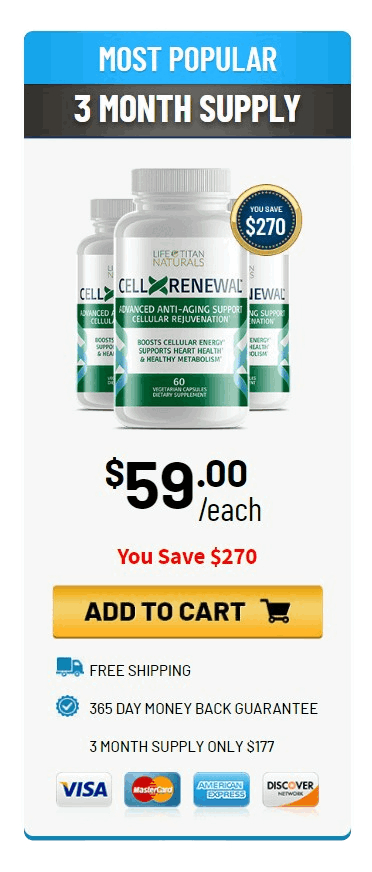 MOST POPULAR
3 MONTH SUPPLY
YOU SAVE
$270
LIFE TITAN
NATURALS
CELLXRENEWAL
ADVANCED ANTI-AGING SUPPORT
CELLULAR REJUVENATION
BOOSTS CELLULAR ENERGY
SUPPORTS HEART HEALTH
& HEALTHY METABOLISM
60
VEGETARIAN CAPSULES
DIETARY SUPPLEMENT
$59.00
/each
You Save $270
ADD TO CART
FREE SHIPPING
365 DAY MONEY BACK GUARANTEE
3 MONTH SUPPLY ONLY $177
VISA MasterCard AMERICAN EXPRESS DISCOVER NETWORK